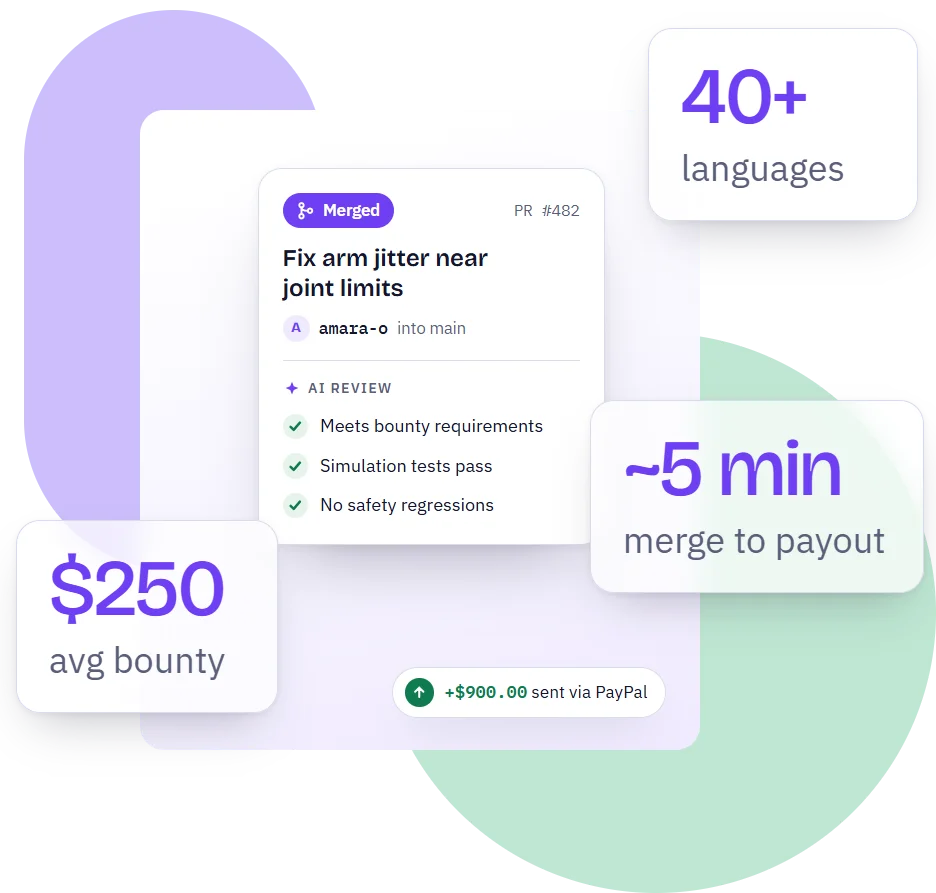 40+
languages
Merged
PR #482
Fix arm jitter near
joint limits
A amara-o into main
AI REVIEW
Meets bounty requirements
Simulation tests pass
No safety regressions
~5 min
merge to payout
$250
avg bounty
+$900.00 sent via PayPal